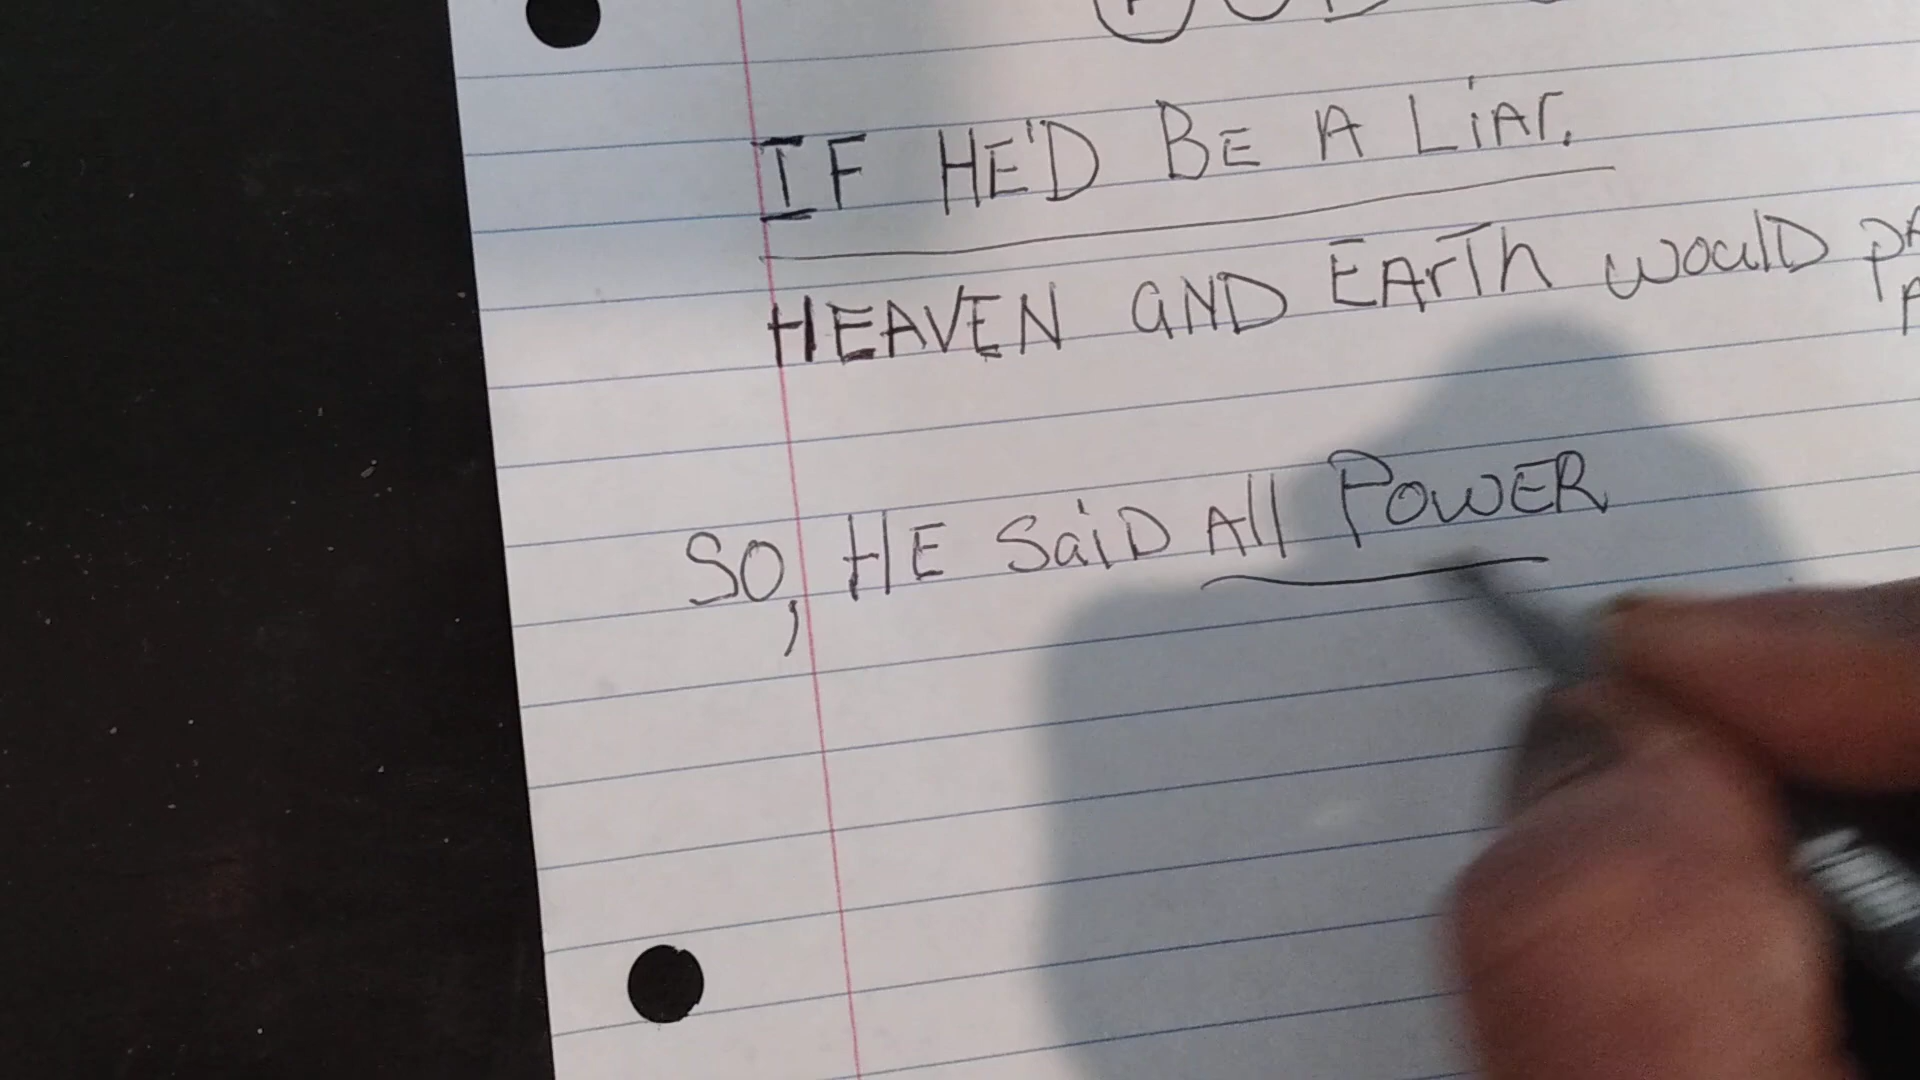 IF HE'D BE A LiAr.
HEAVEN aND EArTh would
SO, HE SaiD All POWER